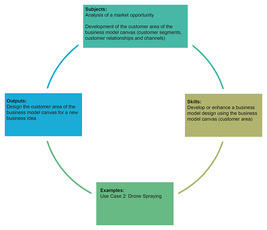 Subjects:
Analysis of a market opportunity
Development of the customer area of the
business model canvas (customer segments,
customer relationships and channels)
Outputs:
Design the customer area of the
business model canvas for a new
business idea
Skills:
Develop or enhance a business
model design using the business
model canvas (customer area)
Examples:
Use Case 2: Drone Spraying